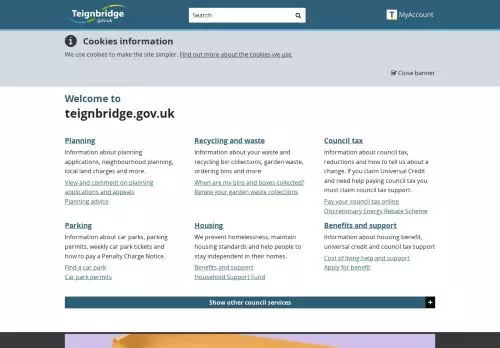 Teignbridge
gov.uk
Search
T MyAccount
Cookies information
We use cookies to make the site simpler. Find out more about the cookies we use.
Close banner
Welcome to
teignbridge.gov.uk
Planning
Information about planning
applications, neighbourhood planning,
local land charges and more.
View and comment on planning
applications and appeals
Planning advice
Recycling and waste
Information about your waste and
recycling bin collections, garden waste,
ordering bins and more.
When are my bins and boxes collected?
Renew your garden waste collections
Council tax
Information about council tax,
reductions and how to tell us about a
change. If you claim Universal Credit
and need help paying council tax you
must claim council tax support.
Pay your council tax online
Discretionary Energy Rebate Scheme
Parking
Information about car parks, parking
permits, weekly car park tickets and
how to pay a Penalty Charge Notice.
Find a car park
Car park permits
Housing
We prevent homelessness, maintain
housing standards and help people to
stay independent in their homes.
Benefits and support
Household Support Fund
Benefits and support
Information about housing benefit,
universal credit and council tax support
Cost of living help and support
Apply for benefit
Show other council services